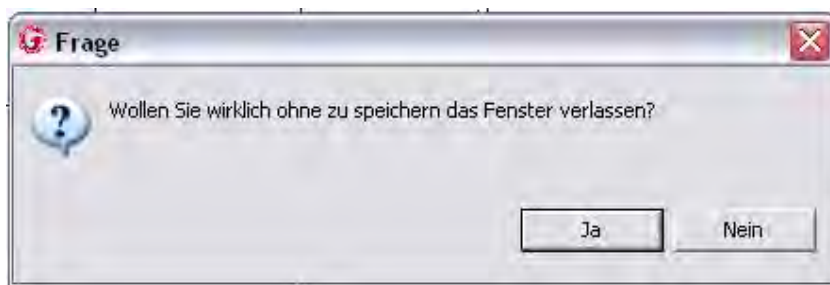 Frage
Wollen Sie wirklich ohne zu speichern das Fenster verlassen?
Ja Nein